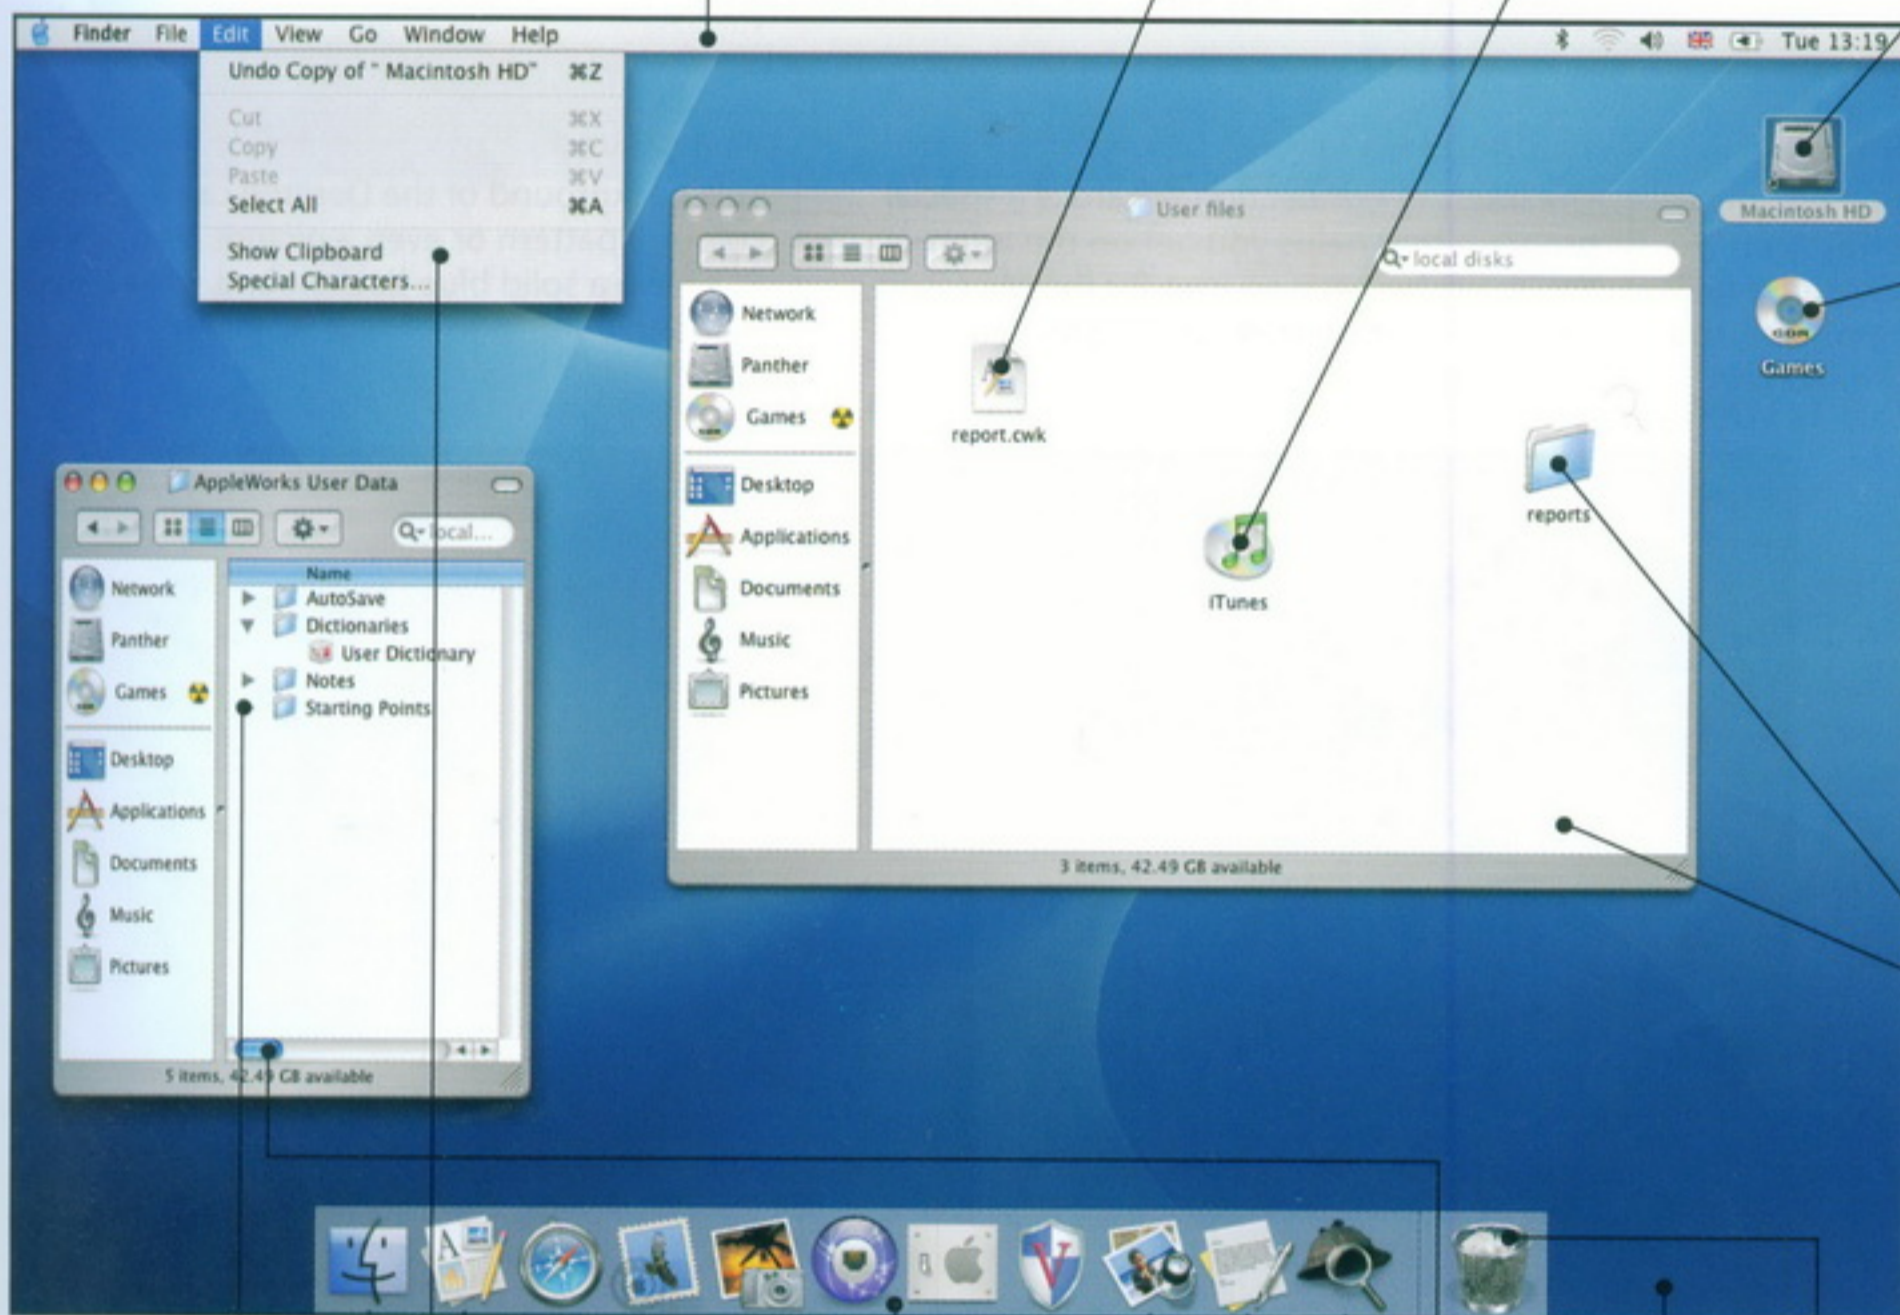 Finder File Edit View Go Window Help Tue 13:19
Undo Copy of " Macintosh HD" ⌘Z
Cut ⌘X
Copy ⌘C
Paste ⌘V
Select All ⌘A
Show Clipboard
Special Characters...
Macintosh HD
CDR
Games
User files
local disks
Network
Panther
Games
Desktop
Applications
Documents
Music
Pictures
report.cwk
iTunes
reports
3 items, 42.49 GB available
AppleWorks User Data
local...
Network
Panther
Games
Desktop
Applications
Documents
Music
Pictures
Name
AutoSave
Dictionaries
User Dictionary
Notes
Starting Points
5 items, 42.49 GB available